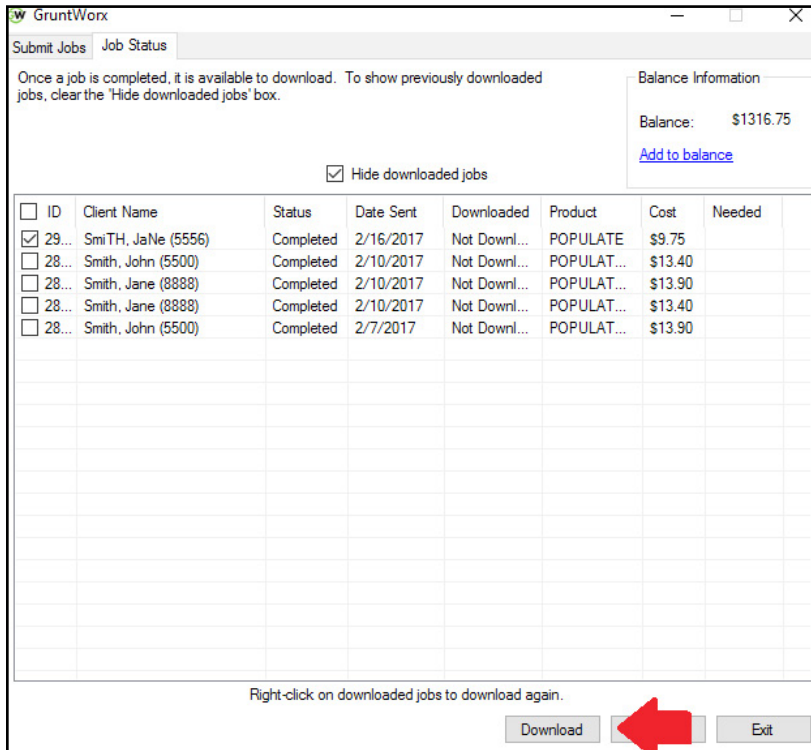 GruntWorx
Submit Jobs Job Status
Once a job is completed, it is available to download. To show previously downloaded
jobs, clear the 'Hide downloaded jobs' box.
Balance Information
Balance: $1316.75
Add to balance
Hide downloaded jobs
ID Client Name Status Date Sent Downloaded Product Cost Needed
29... SmiTH, JaNe (5556) Completed 2/16/2017 Not Downl... POPULATE $9.75
28... Smith, John (5500) Completed 2/10/2017 Not Downl... POPULAT... $13.40
28... Smith, Jane (8888) Completed 2/10/2017 Not Downl... POPULAT... $13.90
28... Smith, Jane (8888) Completed 2/10/2017 Not Downl... POPULAT... $13.40
28... Smith, John (5500) Completed 2/7/2017 Not Downl... POPULAT... $13.90
Right-click on downloaded jobs to download again.
Download Exit